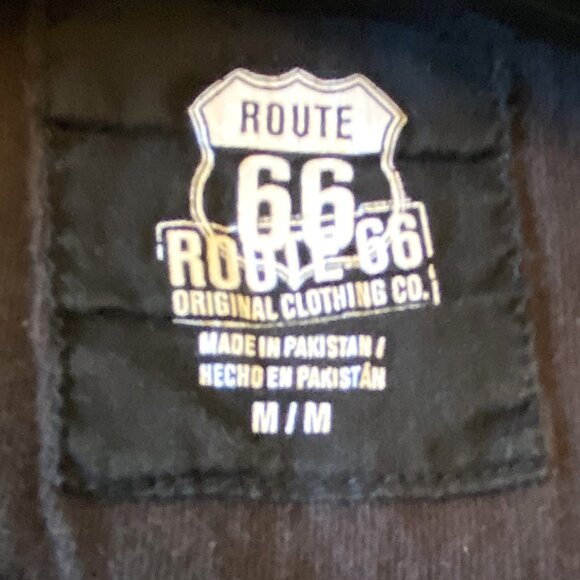 ROUTE
66
ROUTE 66
ORIGINAL CLOTHING CO.
MADE IN PAKISTAN /
HECHO EN PAKISTÁN
M / M